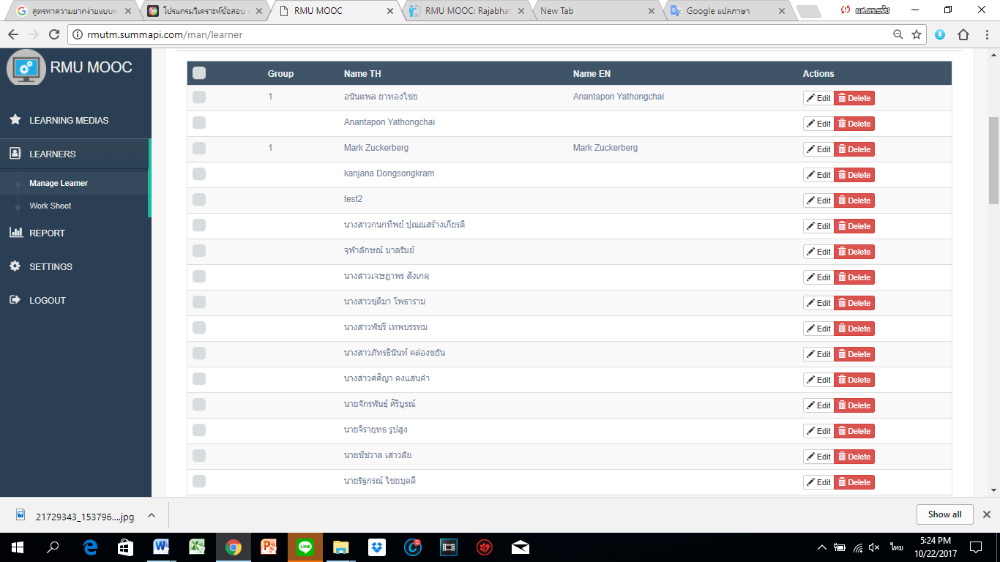 สูตรหาความยากง่ายแบบท
โปรแกรมวิเคราะห์ข้อสอบ
RMU MOOC
RMU MOOC: Rajabha
New Tab
Google แปลภาษา
rmutm.summapi.com/man/learner
RMU MOOC
LEARNING MEDIAS
LEARNERS
Manage Learner
Work Sheet
REPORT
SETTINGS
LOGOUT
Group Name TH Name EN Actions
1 อนันตพล ยาทองไชย Anantapon Yathongchai Edit Delete
Anantapon Yathongchai Edit Delete
1 Mark Zuckerberg Mark Zuckerberg Edit Delete
kanjana Dongsongkram Edit Delete
test2 Edit Delete
นางสาวกนกทิพย์ ปุณณสร้างเกียรติ Edit Delete
จุฬาลักษณ์ บาลรัมย์ Edit Delete
นางสาวเจษฎาพร สังเกตุ Edit Delete
นางสาวชุติมา โพธาราม Edit Delete
นางสาวพัชรี เทพบรรทม Edit Delete
นางสาวภัทรธินันท์ คล่องขยัน Edit Delete
นางสาวศศิญา คงแสนคำ Edit Delete
นายจักรพันธุ์ ศิริบูรณ์ Edit Delete
นายจิรายุทธ รูปสูง Edit Delete
นายชัชวาล เสาวลัย Edit Delete
นายรัฐกรณ์ ไชยบุดดี Edit Delete
21729343_153796....jpg
Show all
ไทย
5:24 PM
10/22/2017